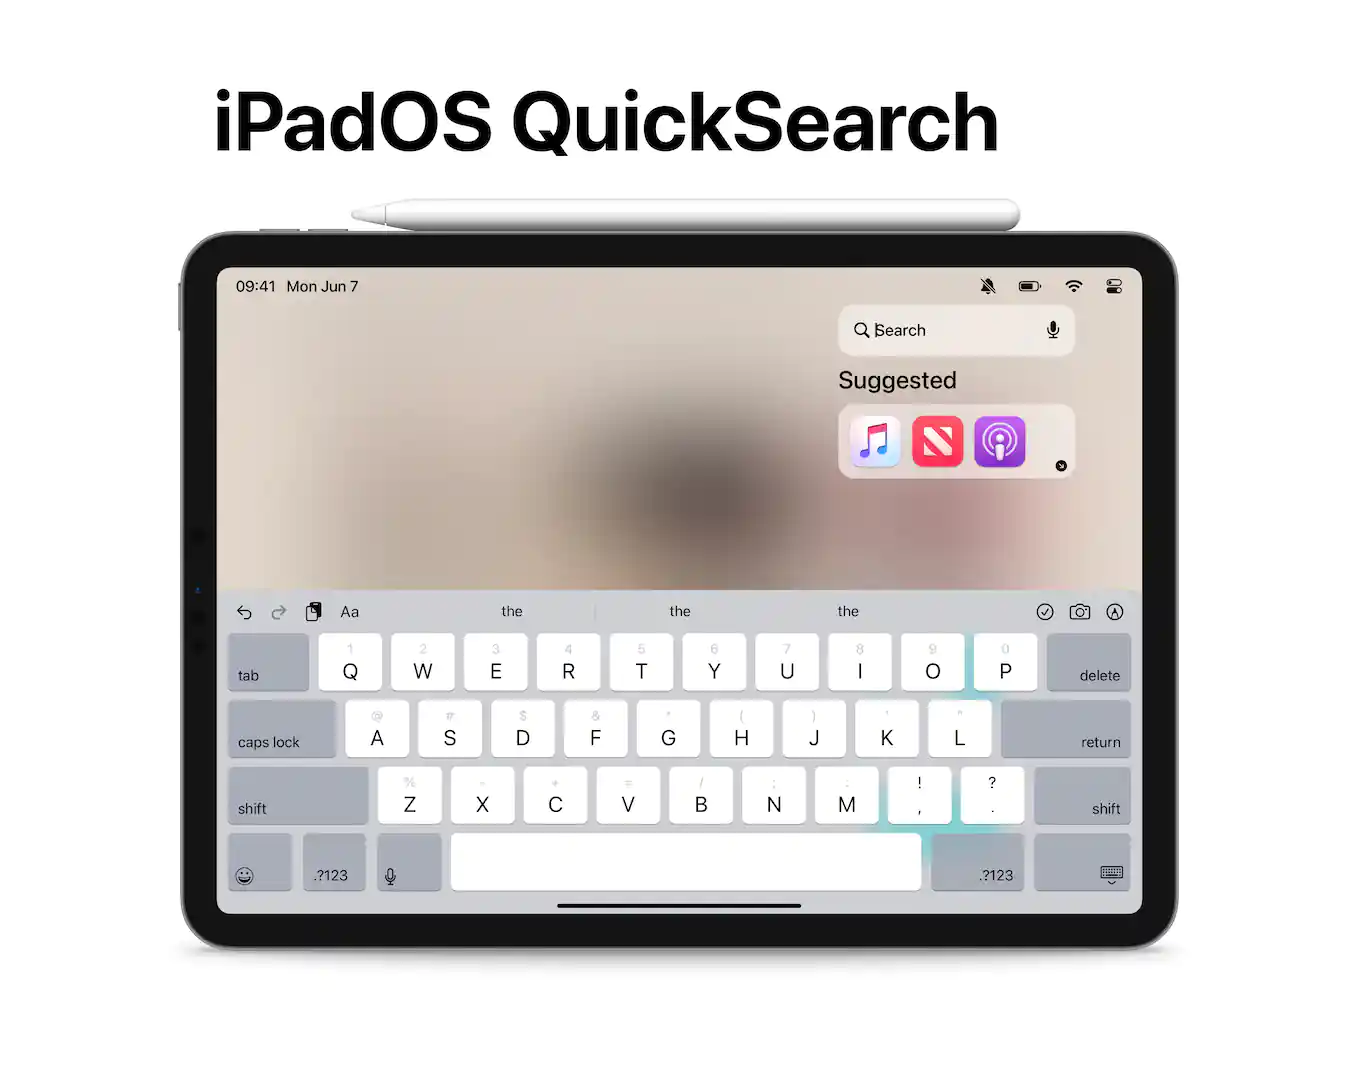 iPadOS QuickSearch
09:41 Mon Jun 7
Search
Suggested
Aa the the the
1 2 3 4 5 6 7 8 9 0
tab Q W E R T Y U I O P delete
@ # $ & * ( ) ' "
caps lock A S D F G H J K L return
% - + = / ; : ! ?
shift Z X C V B N M , . shift
.?123 .?123